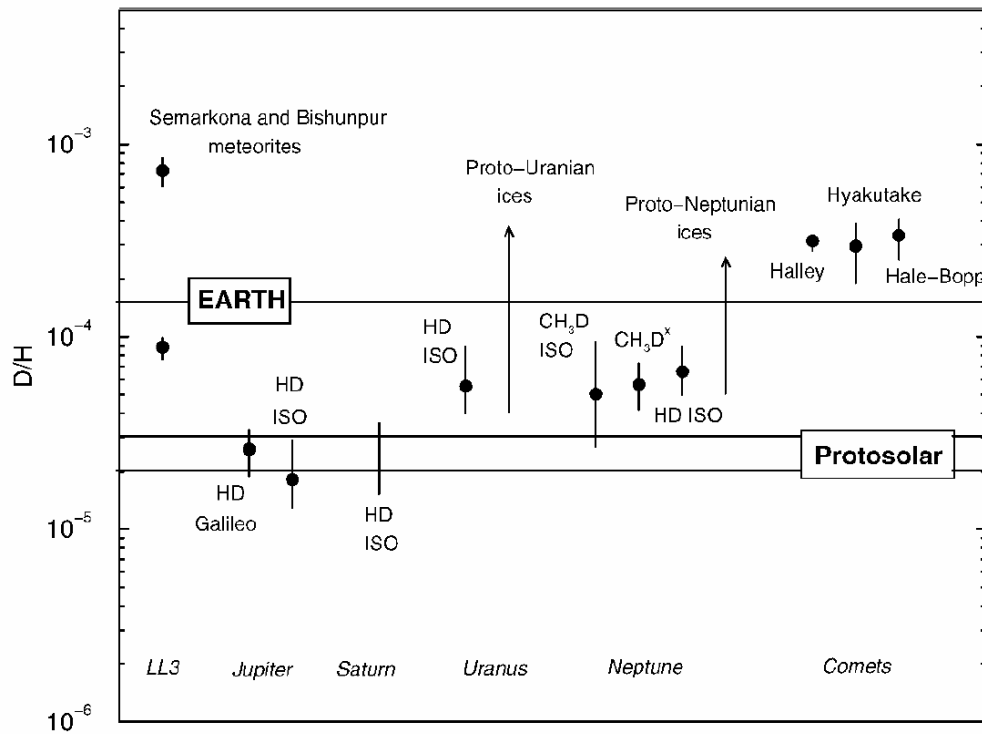 D/H
10⁻³
10⁻⁴
10⁻⁵
10⁻⁶
Semarkona and Bishunpur
meteorites
Proto–Uranian
ices
Proto–Neptunian
ices
Hyakutake
Halley
Hale–Bopp
EARTH
HD
ISO
CH₃D
ISO
CH₃Dˣ
HD ISO
HD
ISO
Protosolar
HD
Galileo
HD
ISO
LL3
Jupiter
Saturn
Uranus
Neptune
Comets